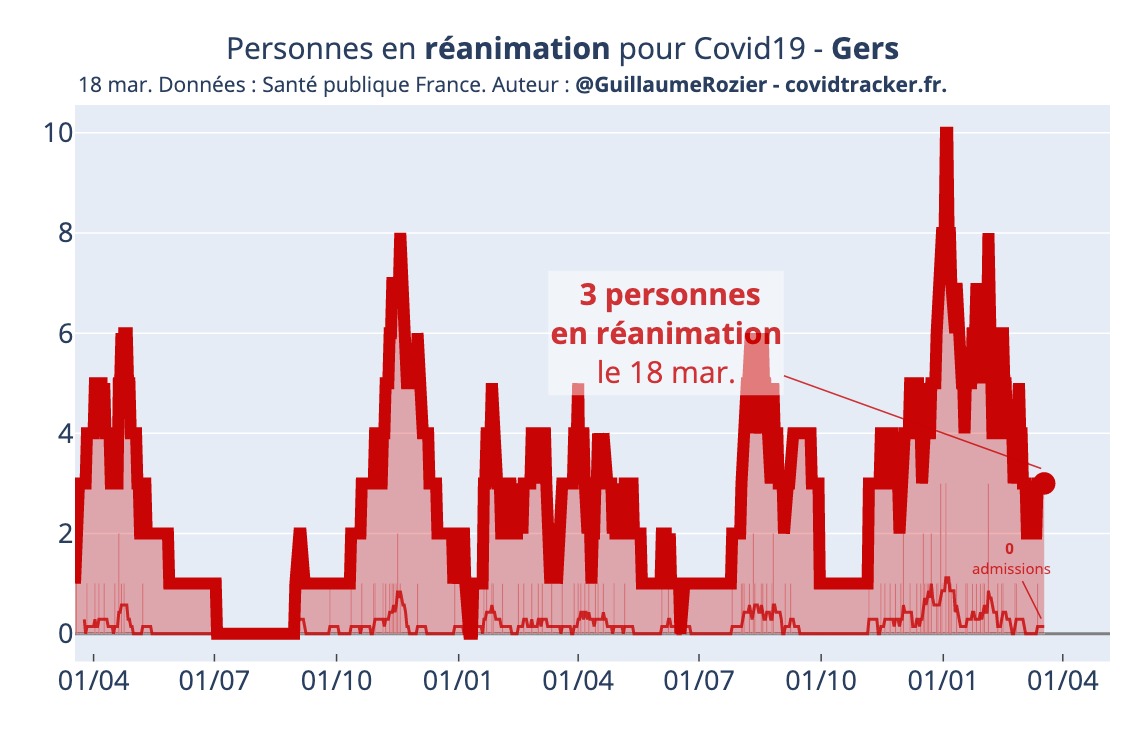 Personnes en réanimation pour Covid19 - Gers
18 mar. Données : Santé publique France. Auteur : @GuillaumeRozier - covidtracker.fr.
10
8
6
4
2
0
3 personnes
en réanimation
le 18 mar.
0
admissions
01/04 01/07 01/10 01/01 01/04 01/07 01/10 01/01 01/04